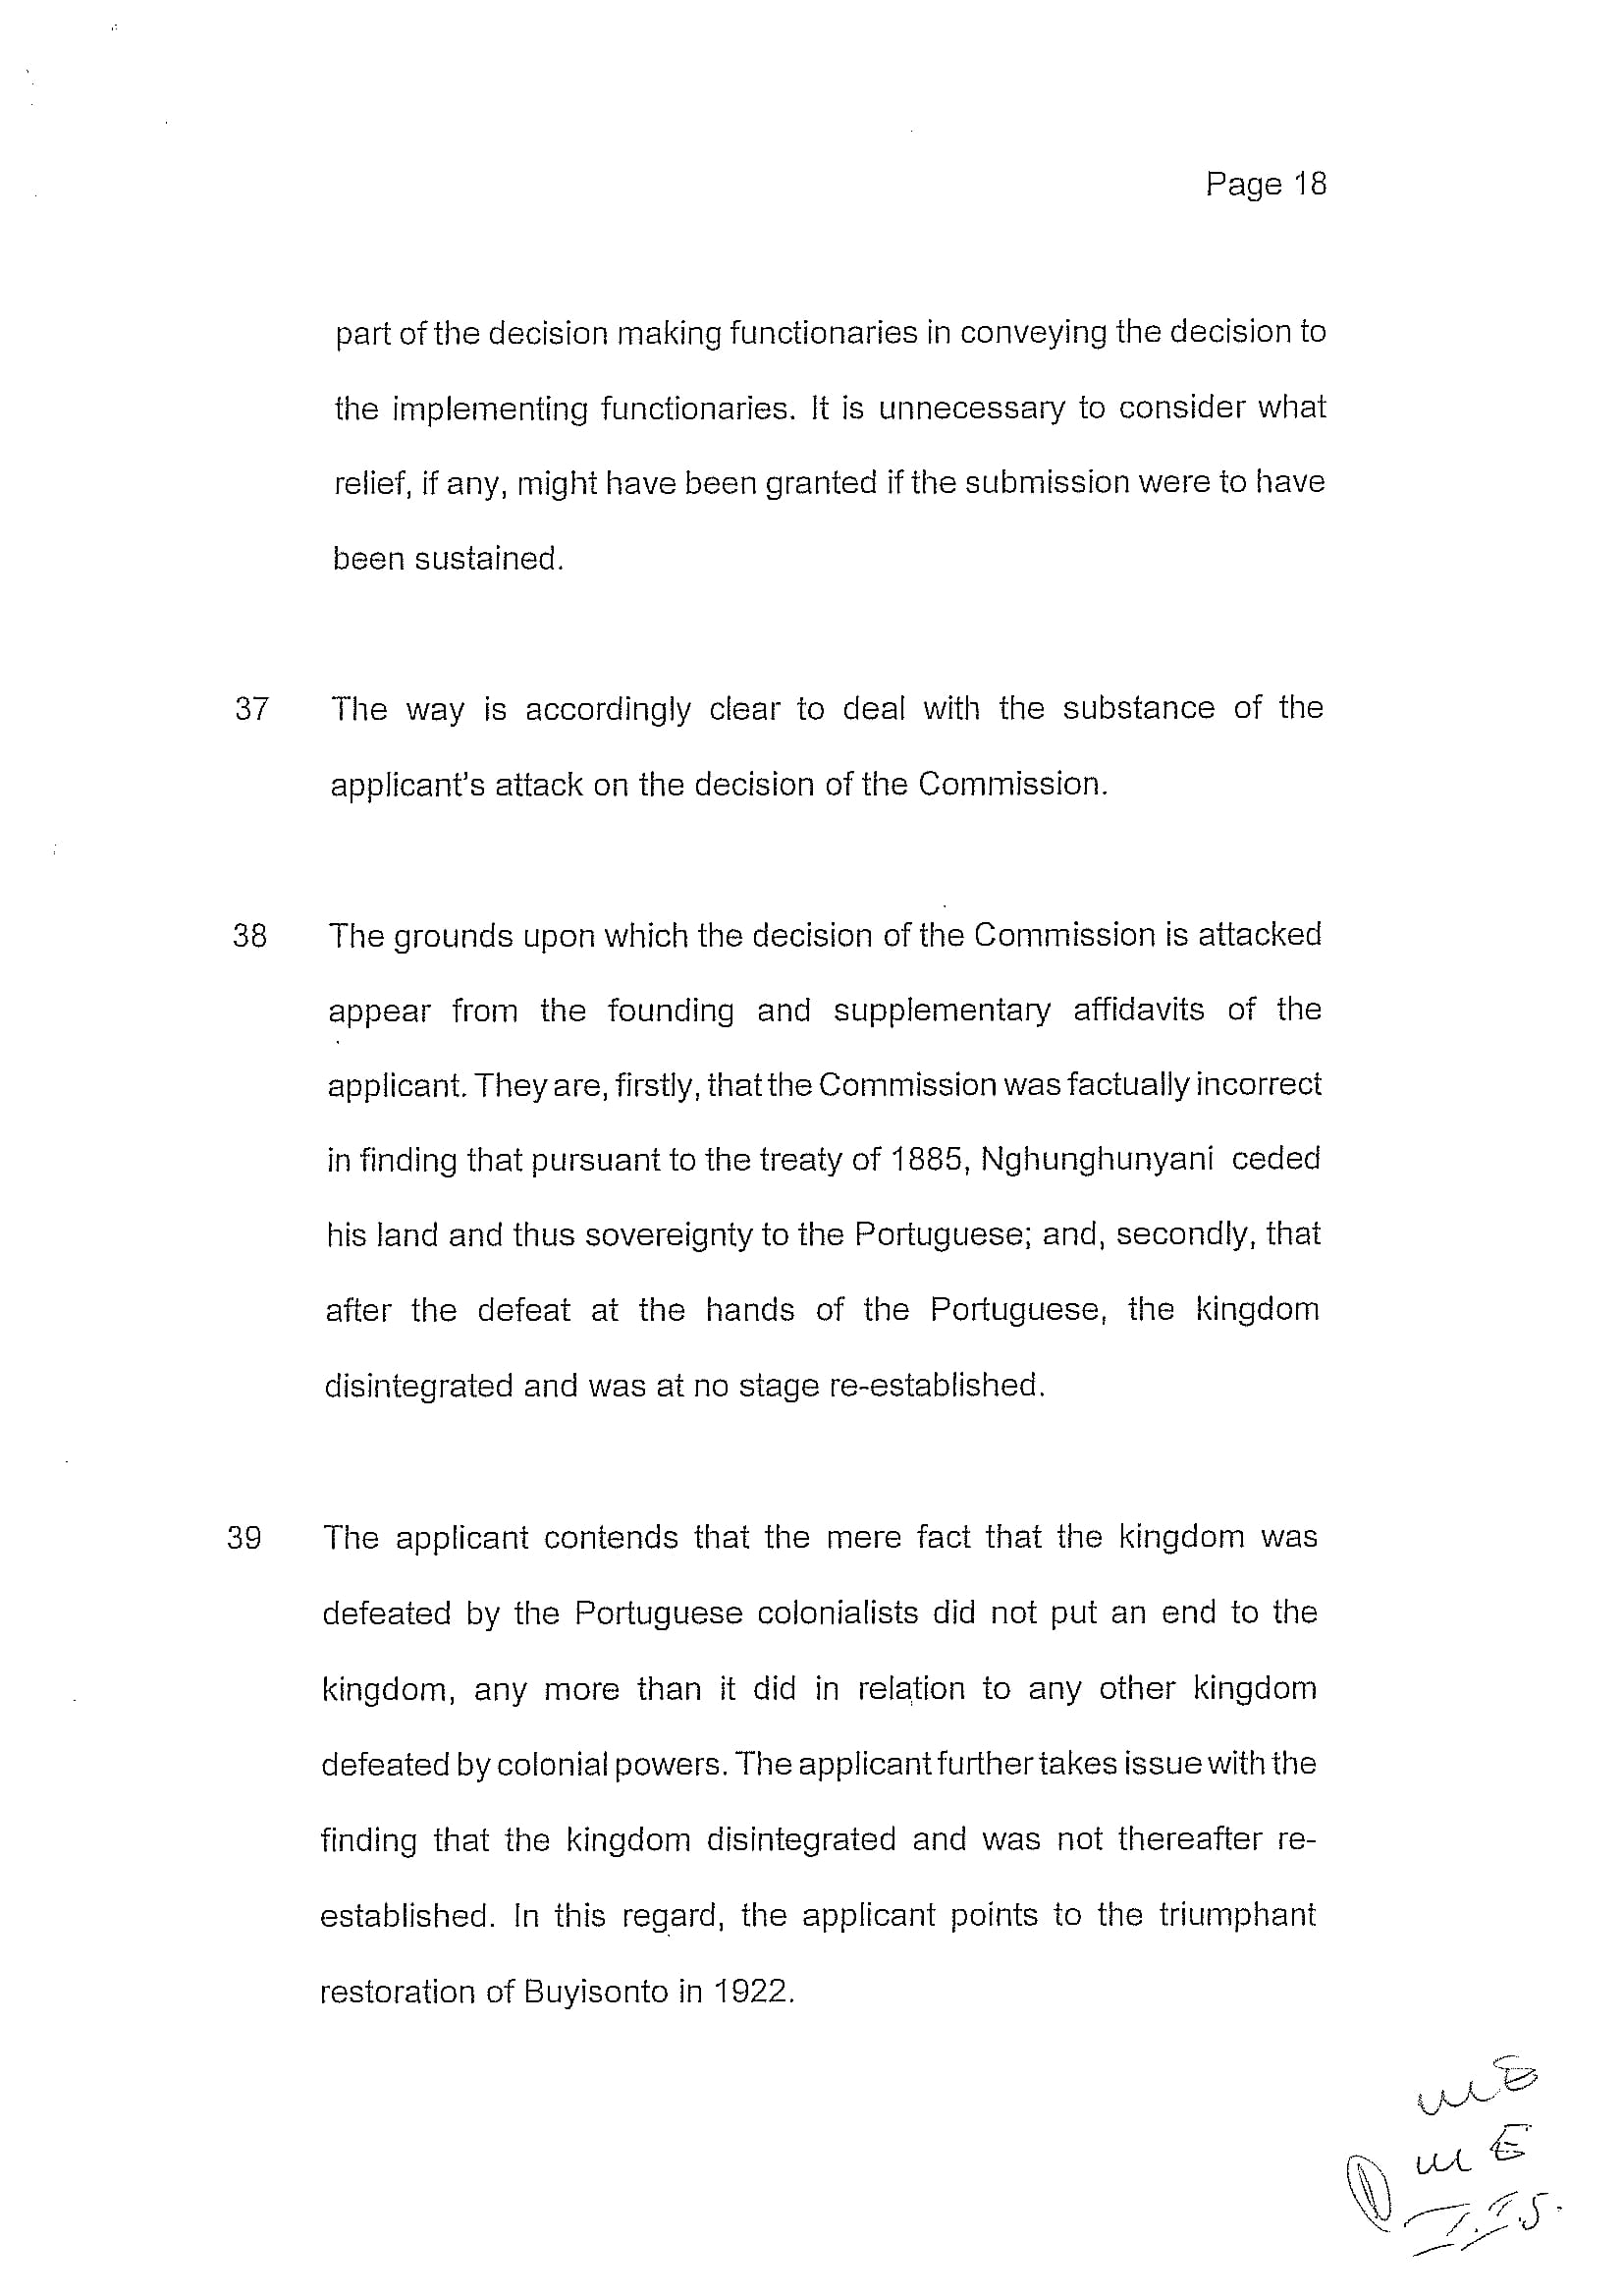 Page 18
part of the decision making functionaries in conveying the decision to
the implementing functionaries. It is unnecessary to consider what
relief, if any, might have been granted if the submission were to have
been sustained.
37 The way is accordingly clear to deal with the substance of the
applicant's attack on the decision of the Commission.
38 The grounds upon which the decision of the Commission is attacked
appear from the founding and supplementary affidavits of the
applicant. They are, firstly, that the Commission was factually incorrect
in finding that pursuant to the treaty of 1885, Nghunghunyani ceded
his land and thus sovereignty to the Portuguese; and, secondly, that
after the defeat at the hands of the Portuguese, the kingdom
disintegrated and was at no stage re-established.
39 The applicant contends that the mere fact that the kingdom was
defeated by the Portuguese colonialists did not put an end to the
kingdom, any more than it did in relation to any other kingdom
defeated by colonial powers. The applicant further takes issue with the
finding that the kingdom disintegrated and was not thereafter re-
established. In this regard, the applicant points to the triumphant
restoration of Buyisonto in 1922.